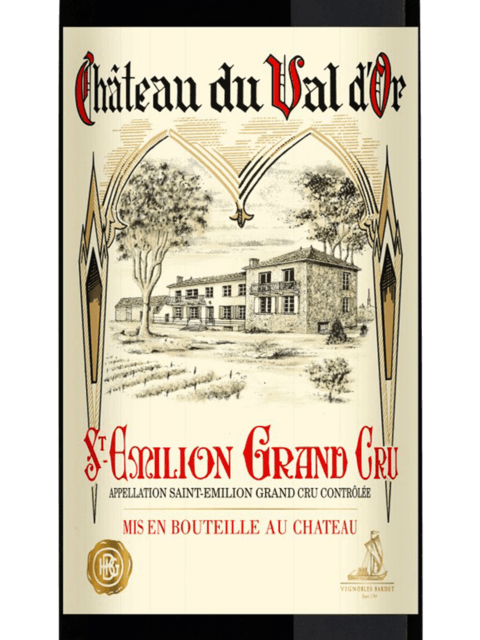 Château du Val d'Or
ST-EMILION GRAND CRU
APPELLATION SAINT-EMILION GRAND CRU CONTRÔLÉE
MIS EN BOUTEILLE AU CHATEAU
VIGNOBLES BARDET